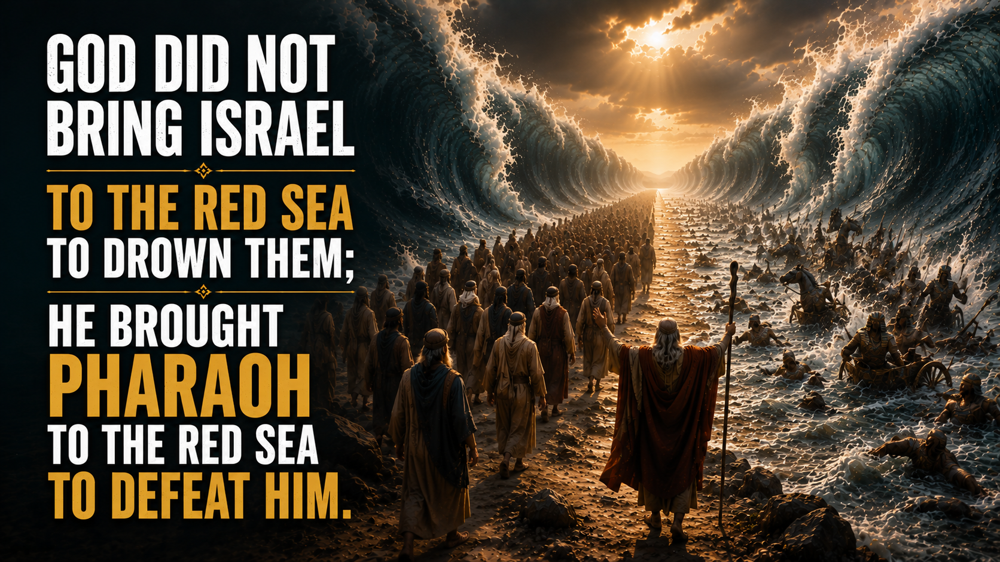 GOD DID NOT
BRING ISRAEL
TO THE RED SEA
TO DROWN THEM;
HE BROUGHT
PHARAOH
TO THE RED SEA
TO DEFEAT HIM.